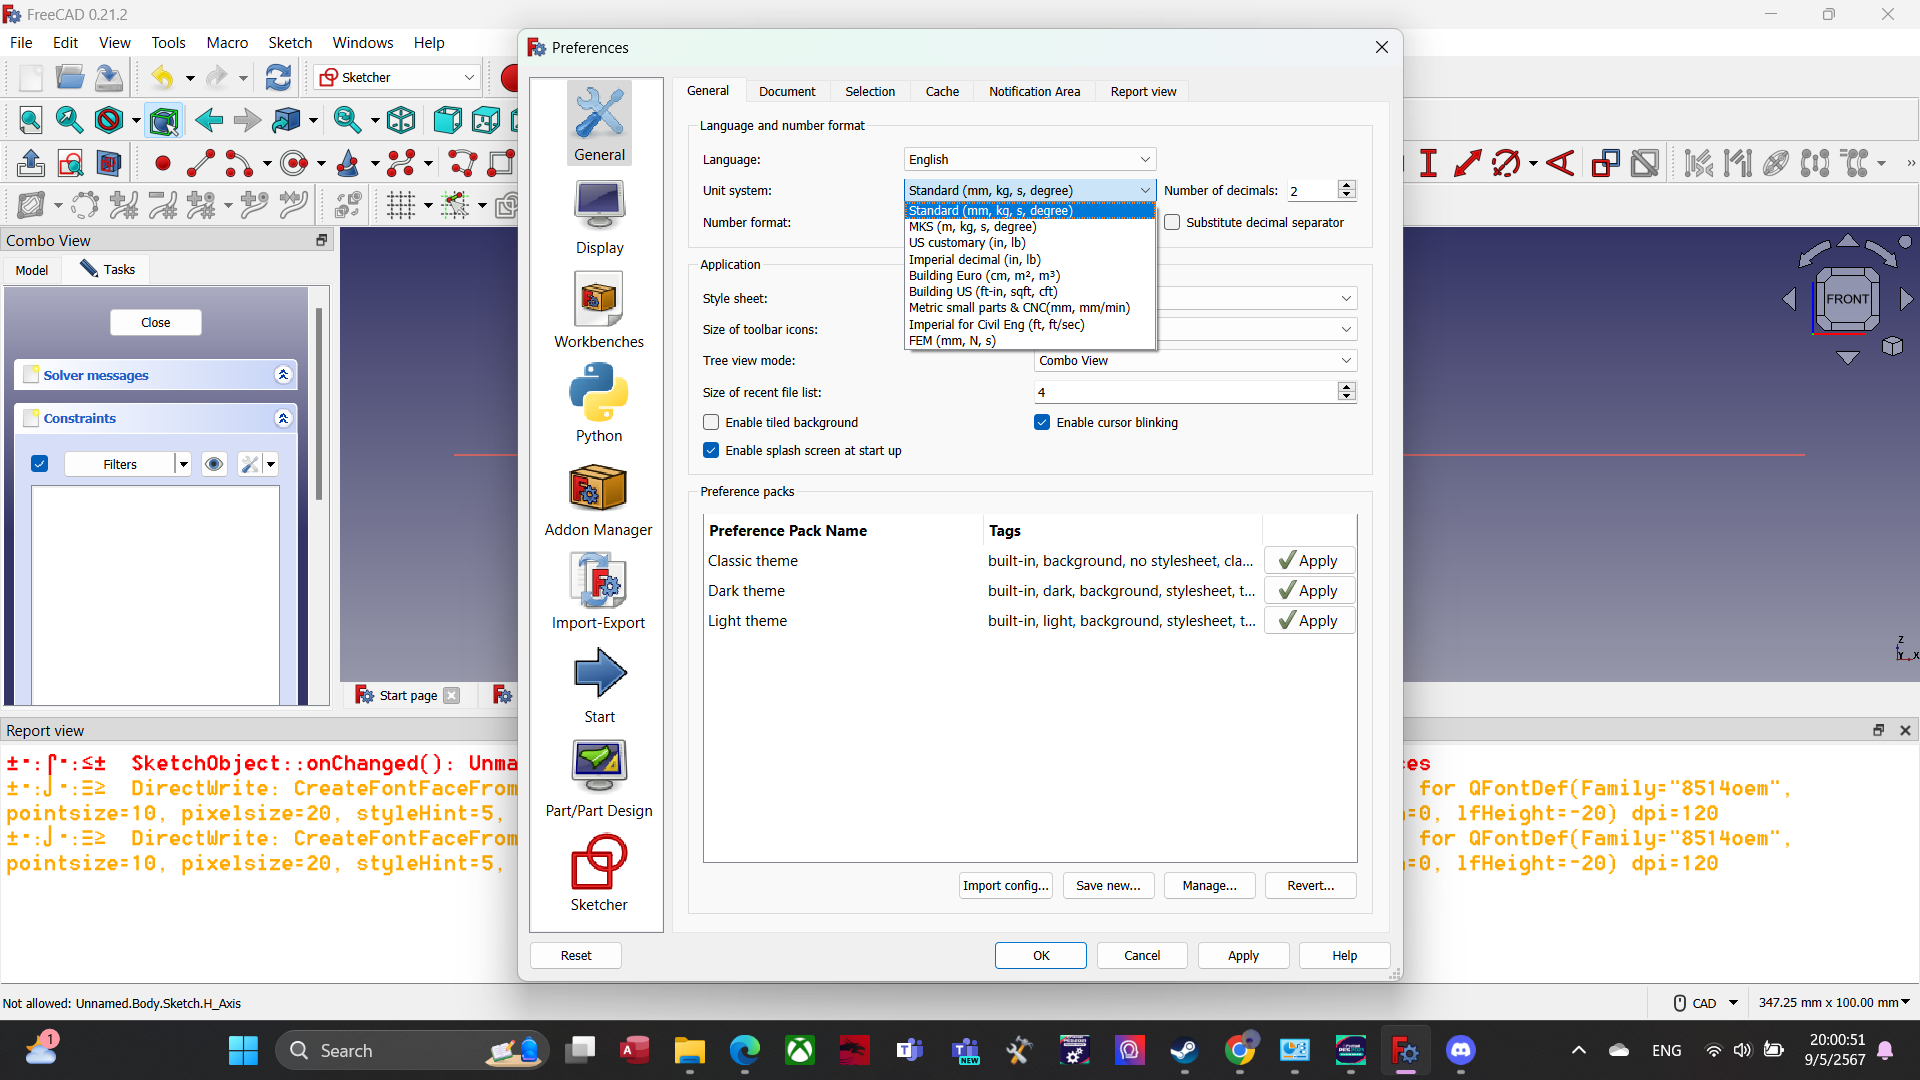 FreeCAD 0.21.2
File Edit View Tools Macro Sketch Windows Help
Sketcher
Combo View
Model Tasks
Close
Solver messages
Constraints
Filters
Preferences
General
Display
Workbenches
Python
Addon Manager
Import-Export
Start
Part/Part Design
Sketcher
General Document Selection Cache Notification Area Report view
Language and number format
Language: English
Unit system: Standard (mm, kg, s, degree) Number of decimals: 2
Standard (mm, kg, s, degree)
MKS (m, kg, s, degree)
US customary (in, lb)
Imperial decimal (in, lb)
Building Euro (cm, m², m³)
Building US (ft-in, sqft, cft)
Metric small parts & CNC(mm, mm/min)
Imperial for Civil Eng (ft, ft/sec)
FEM (mm, N, s)
Number format: Substitute decimal separator
Application
Style sheet:
Size of toolbar icons:
Tree view mode: Combo View
Size of recent file list: 4
Enable tiled background Enable cursor blinking
Enable splash screen at start up
Preference packs
Preference Pack Name Tags
Classic theme built-in, background, no stylesheet, cla... Apply
Dark theme built-in, dark, background, stylesheet, t... Apply
Light theme built-in, light, background, stylesheet, t... Apply
Import config... Save new... Manage... Revert...
Reset OK Cancel Apply Help
FRONT
Z
Y X
Start page
Report view
SketchObject::onChanged(): Unma
es
DirectWrite: CreateFontFaceFrom
for QFontDef(Family="8514oem",
pointsize=10, pixelsize=20, styleHint=5,
=0, lfHeight=-20) dpi=120
DirectWrite: CreateFontFaceFrom
for QFontDef(Family="8514oem",
pointsize=10, pixelsize=20, styleHint=5,
=0, lfHeight=-20) dpi=120
Not allowed: Unnamed.Body.Sketch.H_Axis
CAD 347.25 mm x 100.00 mm
1
Search
NEW
ENG
20:00:51
9/5/2567